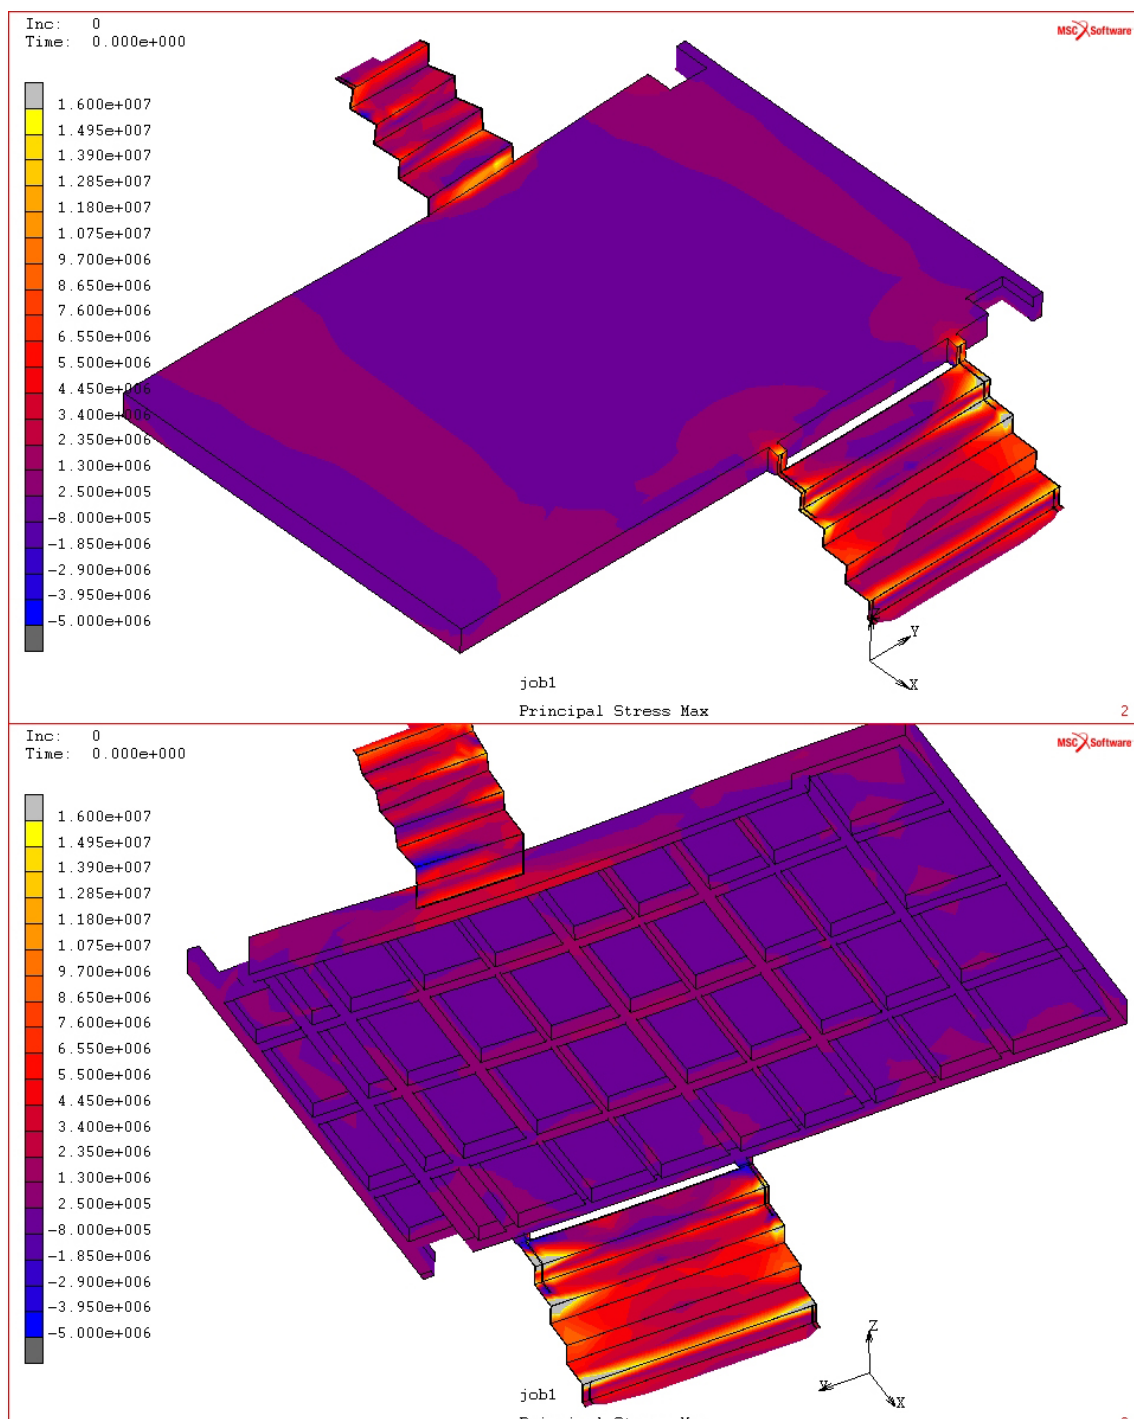 Inc: 0
Time: 0.000e+000
MSC Software
1.600e+007
1.495e+007
1.390e+007
1.285e+007
1.180e+007
1.075e+007
9.700e+006
8.650e+006
7.600e+006
6.550e+006
5.500e+006
4.450e+006
3.400e+006
2.350e+006
1.300e+006
2.500e+005
-8.000e+005
-1.850e+006
-2.900e+006
-3.950e+006
-5.000e+006
Y
X
job1
Principal Stress Max
2
Inc: 0
Time: 0.000e+000
MSC Software
1.600e+007
1.495e+007
1.390e+007
1.285e+007
1.180e+007
1.075e+007
9.700e+006
8.650e+006
7.600e+006
6.550e+006
5.500e+006
4.450e+006
3.400e+006
2.350e+006
1.300e+006
2.500e+005
-8.000e+005
-1.850e+006
-2.900e+006
-3.950e+006
-5.000e+006
Z
Y
X
job1
Principal Stress M